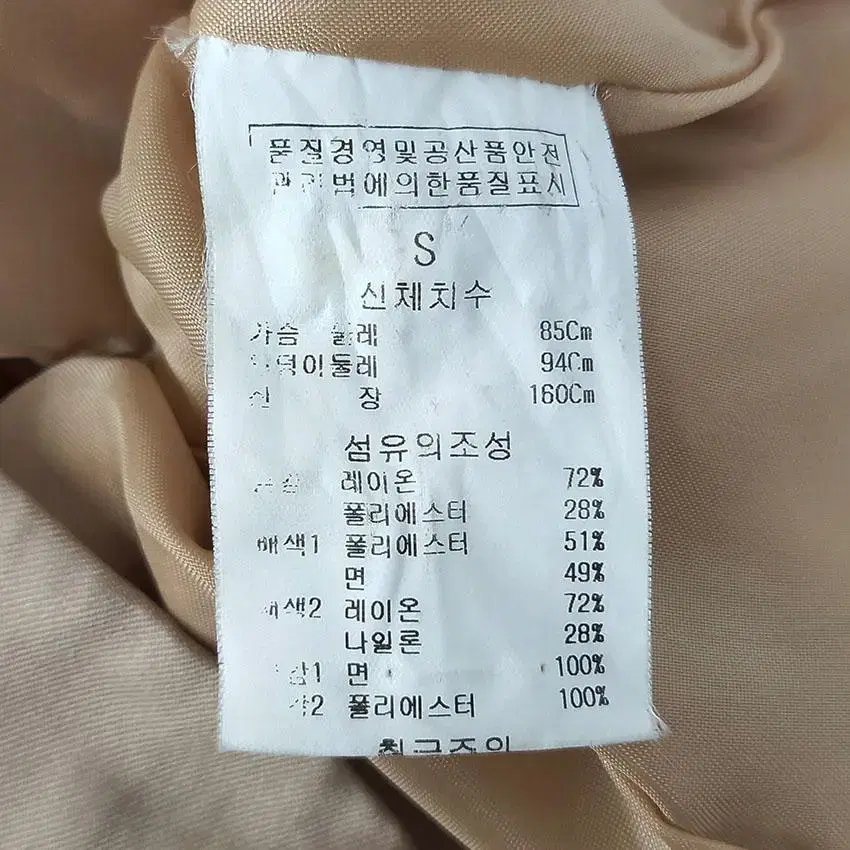 품질경영및공산품안전
관리법에의한품질표시
S
신체치수
가슴 둘레 85Cm
엉덩이둘레 94Cm
신 장 160Cm
섬유의조성
레이온 72%
폴리에스터 28%
배색1 폴리에스터 51%
면 49%
배색2 레이온 72%
나일론 28%
면 100%
폴리에스터 100%
취급주의